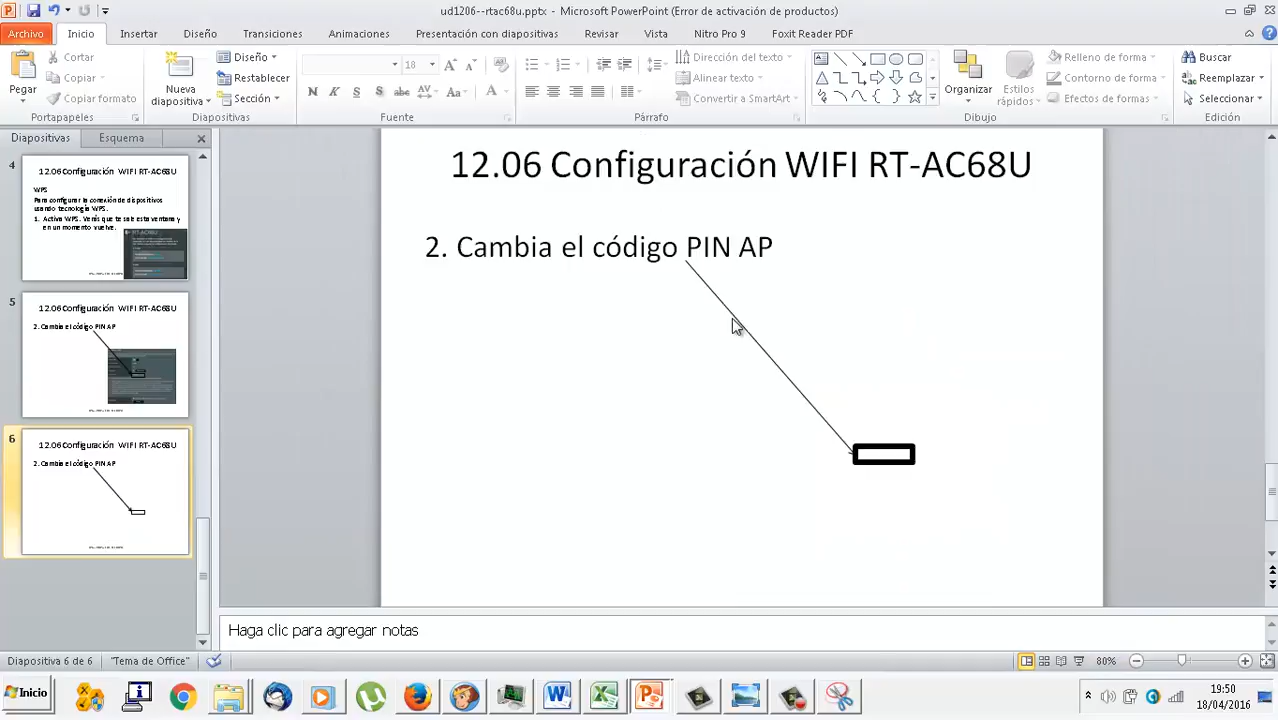 ud1206--rtac68u.pptx - Microsoft PowerPoint (Error de activación de productos)
Archivo Inicio Insertar Diseño Transiciones Animaciones Presentación con diapositivas Revisar Vista Nitro Pro 9 Foxit Reader PDF
Cortar Diseño 18 Dirección del texto Relleno de forma Buscar
Copiar Restablecer Alinear texto Contorno de forma Reemplazar
Pegar Copiar formato Nueva diapositiva Sección N K S S abc AV Aa A Convertir a SmartArt Organizar Estilos rápidos Efectos de formas Seleccionar
Portapapeles Diapositivas Fuente Párrafo Dibujo Edición
Diapositivas Esquema
4
12.06 Configuración WIFI RT-AC68U
WPS
Para configurar la conexión de dispositivos
usando tecnología WPS.
1. Activa WPS. Verás que te sale esta ventana y
en un momento vuelve.
5
12.06 Configuración WIFI RT-AC68U
2. Cambia el código PIN AP
6
12.06 Configuración WIFI RT-AC68U
2. Cambia el código PIN AP
12.06 Configuración WIFI RT-AC68U
2. Cambia el código PIN AP
Haga clic para agregar notas
Diapositiva 6 de 6 "Tema de Office" 80%
Inicio 19:50
18/04/2016